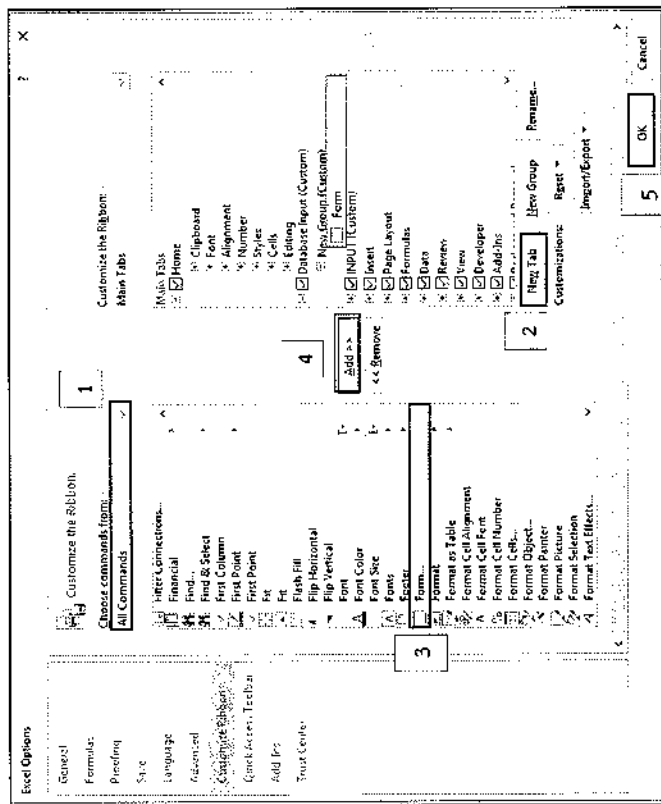 Excel Options
?
×
General
Formulas
Proofing
Save
Language
Advanced
Customize Ribbon
Quick Access Toolbar
Add-Ins
Trust Center
Customize the Ribbon.
Choose commands from:
All Commands
1
Filter Connections...
Financial
Find...
Find & Select
First Column
First Point
First Point
Fit
Fit
Flash Fill
Flip Horizontal
Flip Vertical
Font
Font Color
Font Size
Fonts
Footer
Form...
Format
Format as Table
Format Cell Alignment
Format Cell Font
Format Cell Number
Format Cells...
Format Object...
Format Painter
Format Picture
Format Selection
Format Text Effects...
3
4
Add >>
<< Remove
Customize the Ribbon:
Main Tabs
Main Tabs
Home
Clipboard
Font
Alignment
Number
Styles
Cells
Editing
Database Input (Custom)
New Group (Custom)
Form
INPUT (Custom)
Insert
Page Layout
Formulas
Data
Review
View
Developer
Add-Ins
2
New Tab
New Group
Rename...
Customizations:
Reset
Import/Export
5
OK
Cancel